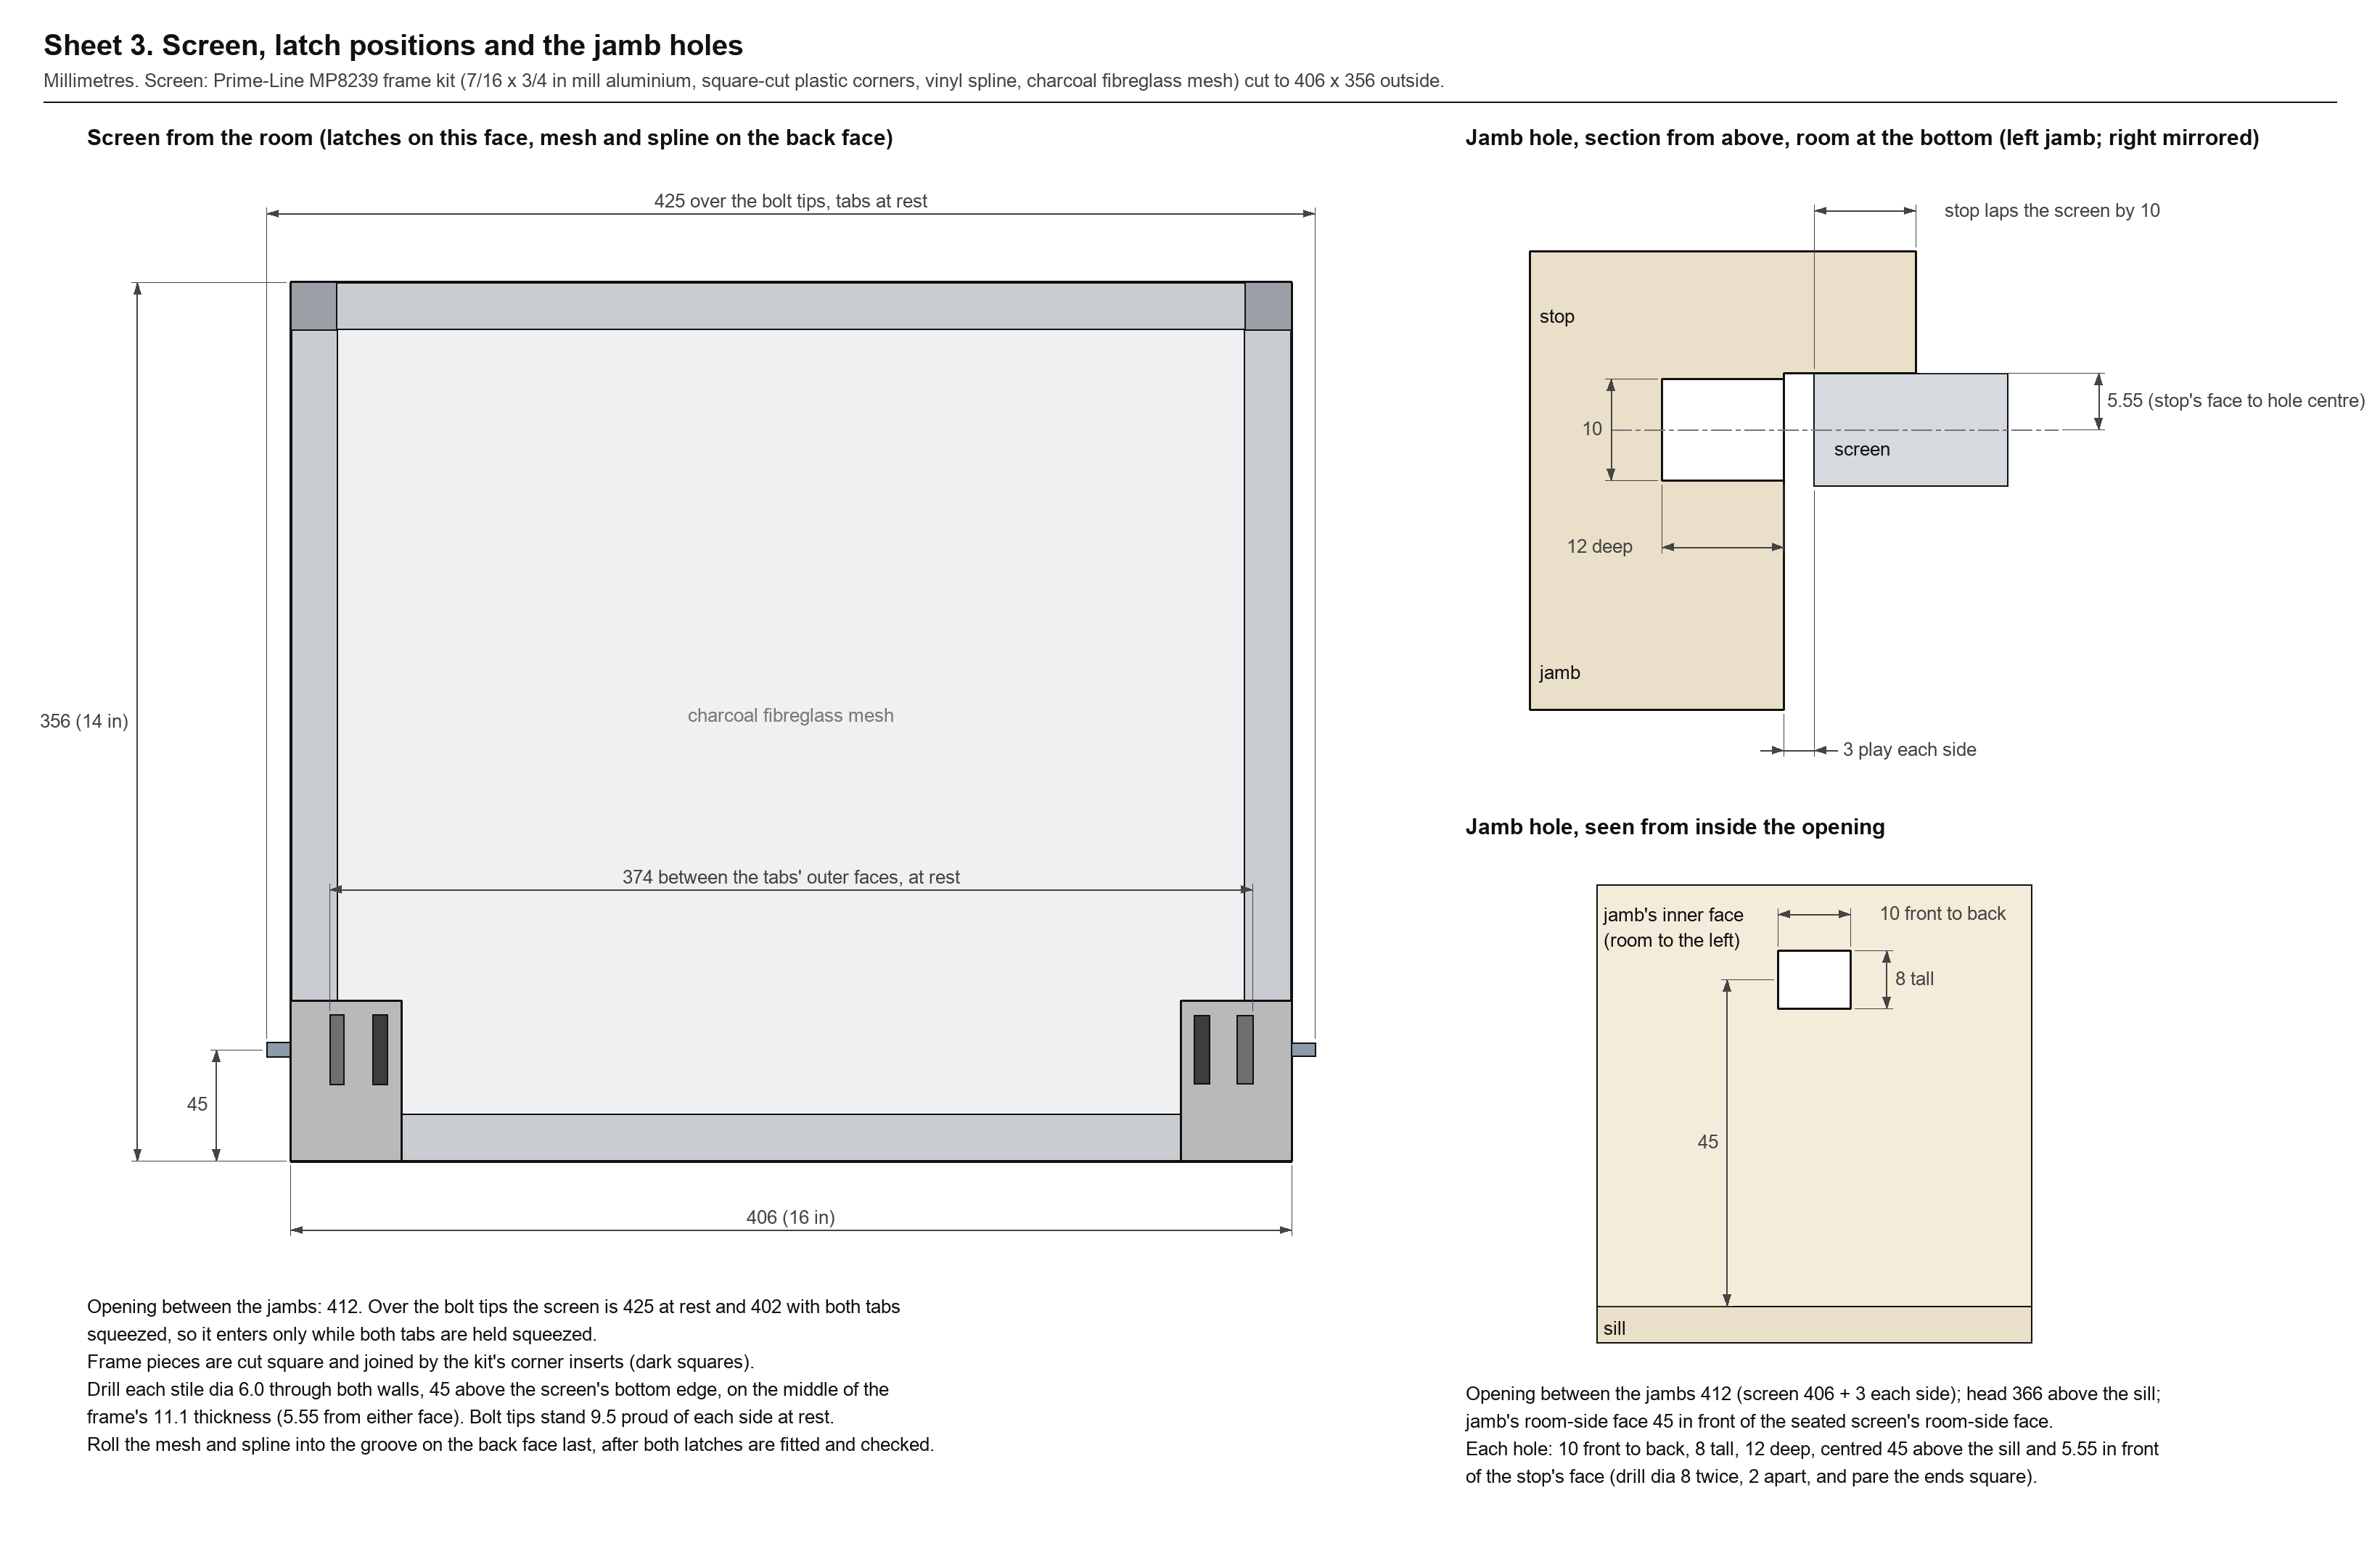 Sheet 3. Screen, latch positions and the jamb holes
Millimetres. Screen: Prime-Line MP8239 frame kit (7/16 x 3/4 in mill aluminium, square-cut plastic corners, vinyl spline, charcoal fibreglass mesh) cut to 406 x 356 outside.
Screen from the room (latches on this face, mesh and spline on the back face)
425 over the bolt tips, tabs at rest
356 (14 in)
charcoal fibreglass mesh
374 between the tabs' outer faces, at rest
45
406 (16 in)
Opening between the jambs: 412. Over the bolt tips the screen is 425 at rest and 402 with both tabs
squeezed, so it enters only while both tabs are held squeezed.
Frame pieces are cut square and joined by the kit's corner inserts (dark squares).
Drill each stile dia 6.0 through both walls, 45 above the screen's bottom edge, on the middle of the
frame's 11.1 thickness (5.55 from either face). Bolt tips stand 9.5 proud of each side at rest.
Roll the mesh and spline into the groove on the back face last, after both latches are fitted and checked.
Jamb hole, section from above, room at the bottom (left jamb; right mirrored)
stop laps the screen by 10
stop
5.55 (stop's face to hole centre)
10
screen
12 deep
jamb
3 play each side
Jamb hole, seen from inside the opening
jamb's inner face
(room to the left)
10 front to back
8 tall
45
sill
Opening between the jambs 412 (screen 406 + 3 each side); head 366 above the sill;
jamb's room-side face 45 in front of the seated screen's room-side face.
Each hole: 10 front to back, 8 tall, 12 deep, centred 45 above the sill and 5.55 in front
of the stop's face (drill dia 8 twice, 2 apart, and pare the ends square).